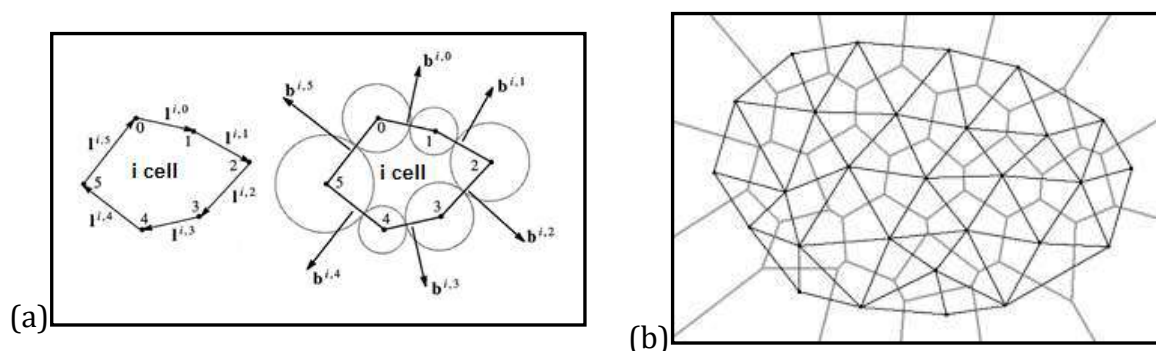 (a)
l^{i,0}
l^{i,1}
l^{i,2}
l^{i,3}
l^{i,4}
l^{i,5}
0
1
2
3
4
5
i cell
b^{i,0}
b^{i,1}
b^{i,2}
b^{i,3}
b^{i,4}
b^{i,5}
0
1
2
3
4
5
i cell
(b)